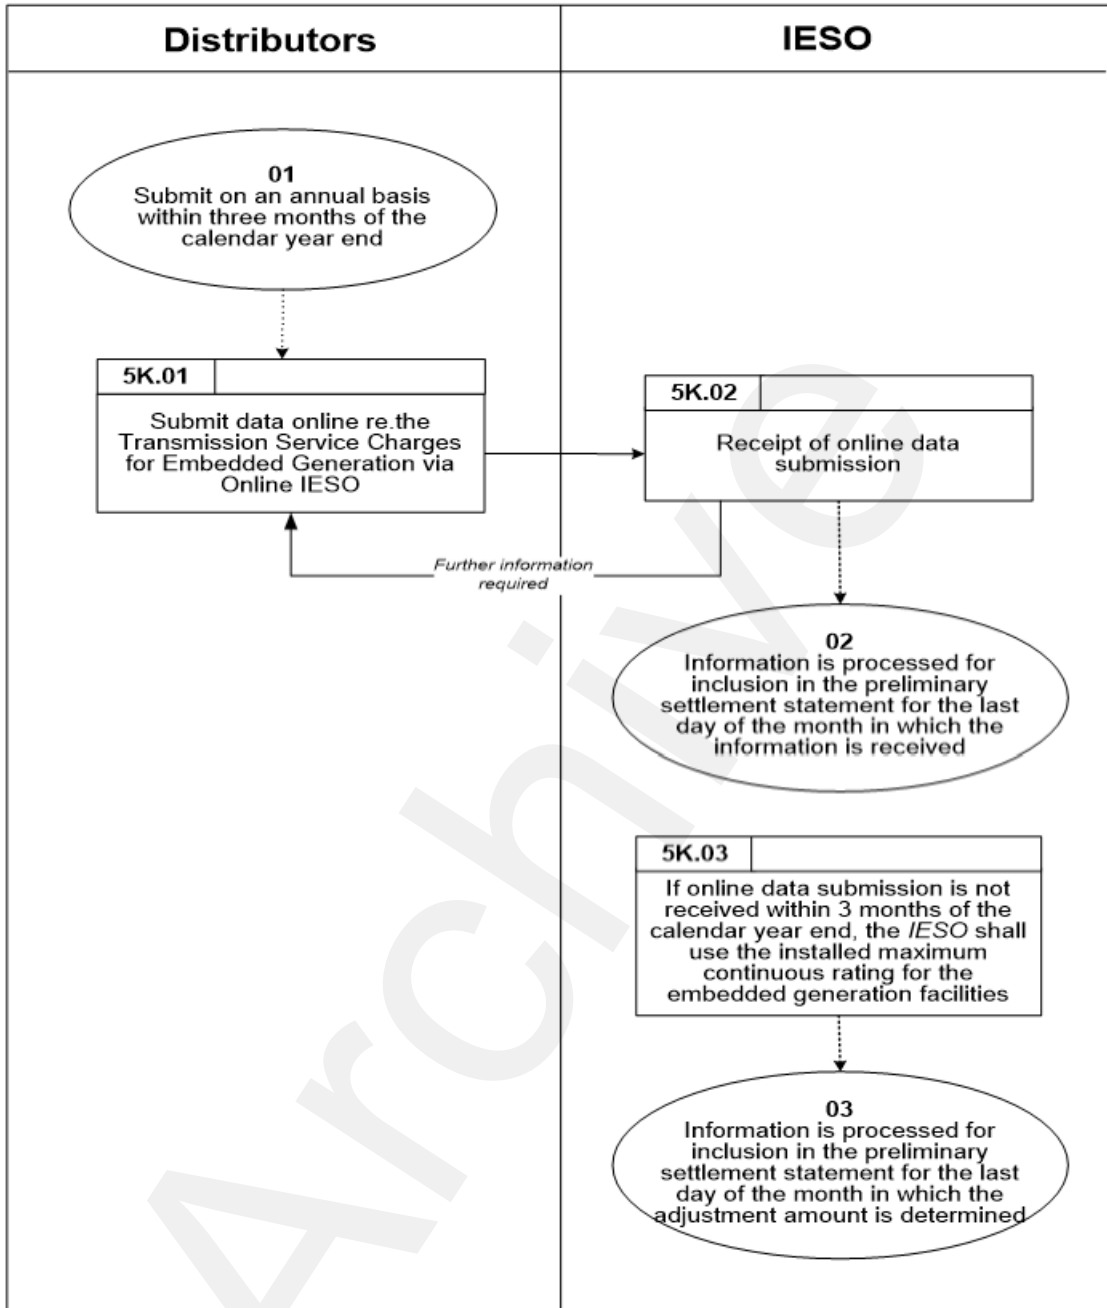 Distributors
IESO
01
Submit on an annual basis
within three months of the
calendar year end
5K.01
Submit data online re.the
Transmission Service Charges
for Embedded Generation via
Online IESO
5K.02
Receipt of online data
submission
Further information
required
02
Information is processed for
inclusion in the preliminary
settlement statement for the last
day of the month in which the
information is received
5K.03
If online data submission is not
received within 3 months of the
calendar year end, the IESO shall
use the installed maximum
continuous rating for the
embedded generation facilities
03
Information is processed for
inclusion in the preliminary
settlement statement for the last
day of the month in which the
adjustment amount is determined
Archive